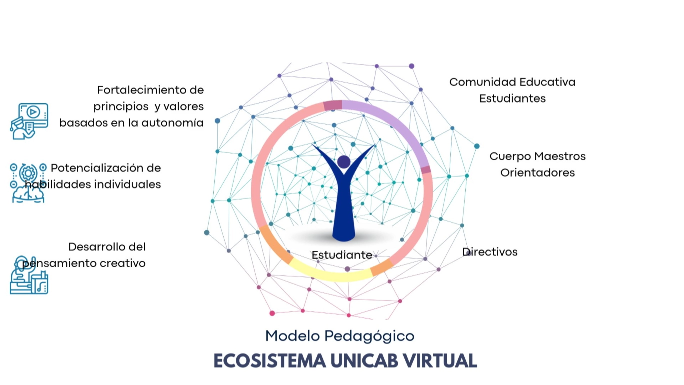 Fortalecimiento de
principios y valores
basados en la autonomía
Potencialización de
habilidades individuales
Desarrollo del
pensamiento creativo
Comunidad Educativa
Estudiantes
Cuerpo Maestros
Orientadores
Directivos
Estudiante
Modelo Pedagógico
ECOSISTEMA UNICAB VIRTUAL